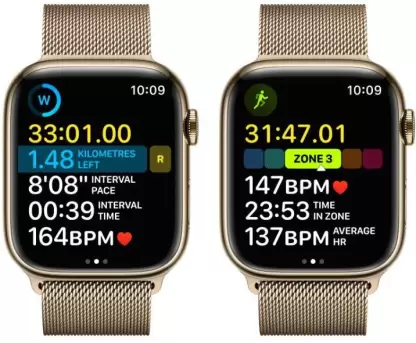 W
10:09
33:01.00
1.48 KILOMETRES LEFT
R
8'08" INTERVAL PACE
00:39 INTERVAL TIME
164BPM
10:09
31:47.01
ZONE 3
147BPM
23:53 TIME IN ZONE
137BPM AVERAGE HR